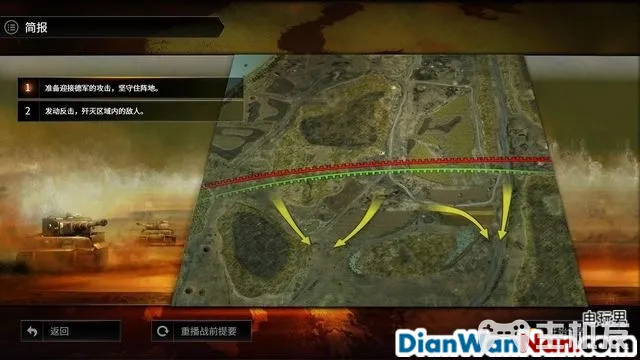 简报
1 准备迎接德军的攻击，坚守住阵地。
2 发动反击，歼灭区域内的敌人。
返回
重播战前提要
电玩男
DianWanNan.com